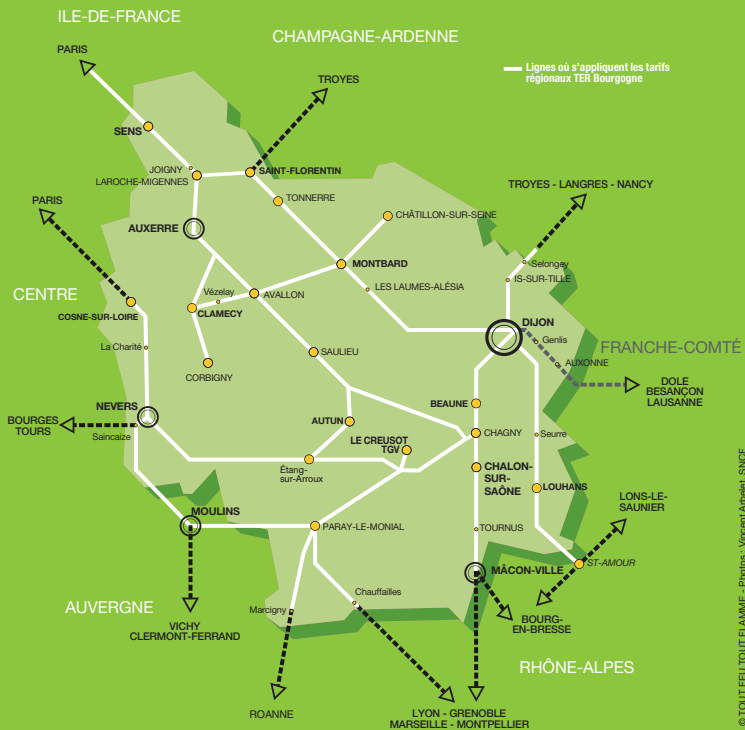 ILE-DE-FRANCE
CHAMPAGNE-ARDENNE
PARIS
TROYES
Lignes où s'appliquent les tarifs
régionaux TER Bourgogne
SENS
JOIGNY
LAROCHE-MIGENNES
SAINT-FLORENTIN
TONNERRE
TROYES - LANGRES - NANCY
PARIS
CHÂTILLON-SUR-SEINE
AUXERRE
MONTBARD
Selongey
IS-SUR-TILLE
CENTRE
Vézelay
AVALLON
LES LAUMES-ALÉSIA
COSNE-SUR-LOIRE
CLAMECY
DIJON
Genlis
FRANCHE-COMTÉ
La Charité
SAULIEU
AUXONNE
CORBIGNY
DOLE
BESANÇON
LAUSANNE
NEVERS
BEAUNE
BOURGES
TOURS
AUTUN
Saincaize
CHAGNY
Seurre
LE CREUSOT
TGV
Étang-
sur-Arroux
CHALON-
SUR-
SAÔNE
LOUHANS
LONS-LE-
SAUNIER
MOULINS
PARAY-LE-MONIAL
TOURNUS
ST-AMOUR
MÂCON-VILLE
Chauffailles
AUVERGNE
Marcigny
VICHY
CLERMONT-FERRAND
BOURG-
EN-BRESSE
RHÔNE-ALPES
ROANNE
LYON - GRENOBLE
MARSEILLE - MONTPELLIER
© TOUT FEU TOUT FLAMME - Photos : Vincent Arbelet, SNCF